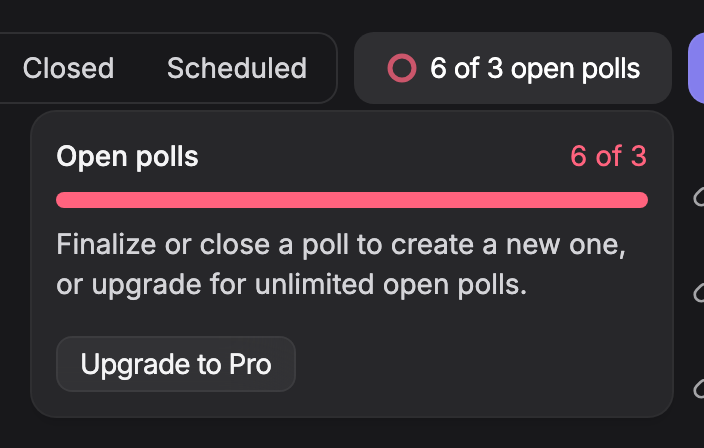 Closed Scheduled 6 of 3 open polls
Open polls 6 of 3
Finalize or close a poll to create a new one,
or upgrade for unlimited open polls.
Upgrade to Pro